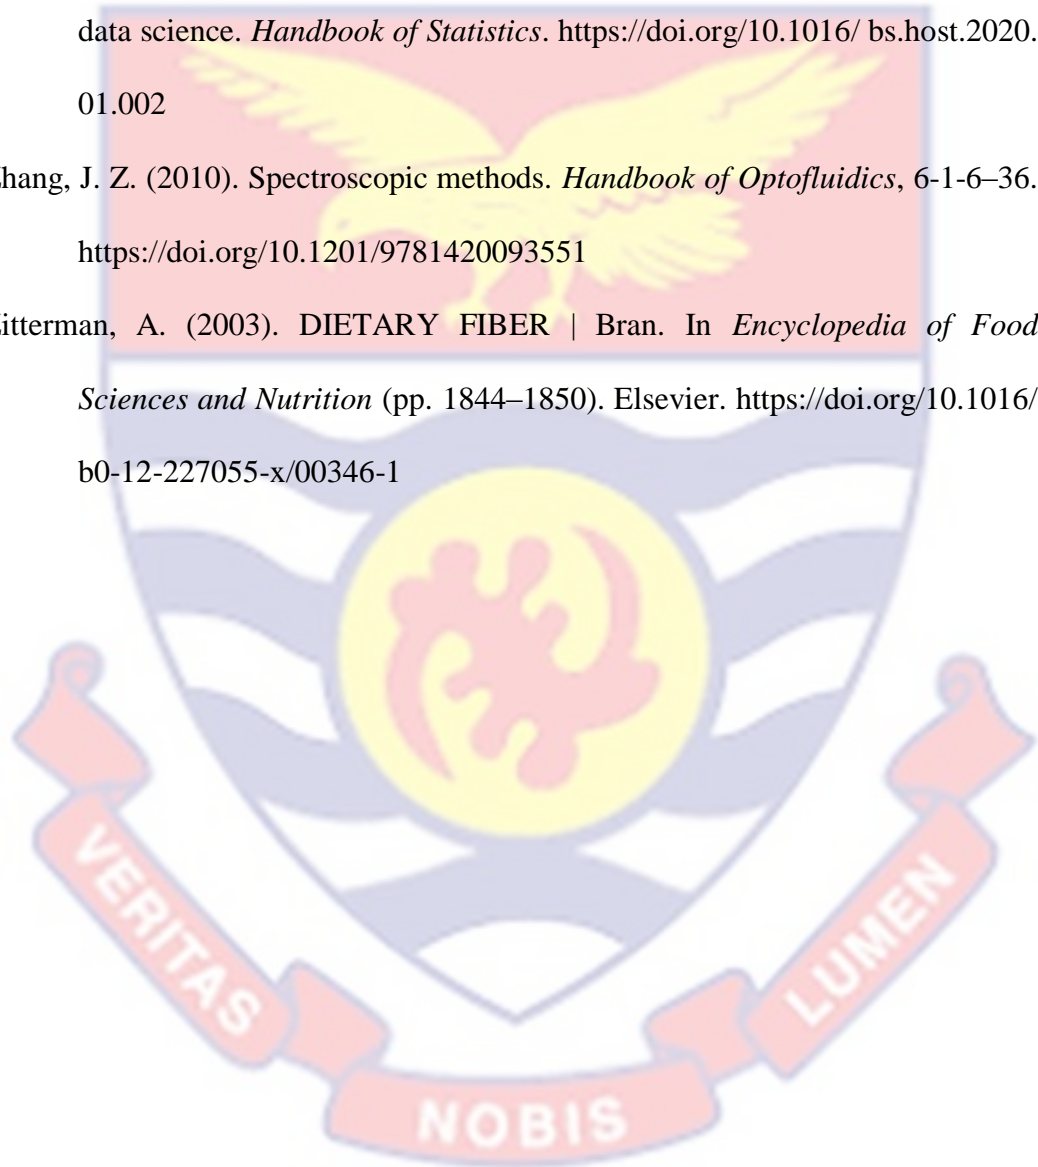 data science. Handbook of Statistics. https://doi.org/10.1016/ bs.host.2020.
01.002
Zhang, J. Z. (2010). Spectroscopic methods. Handbook of Optofluidics, 6-1-6–36.
https://doi.org/10.1201/9781420093551
Zitterman, A. (2003). DIETARY FIBER | Bran. In Encyclopedia of Food
Sciences and Nutrition (pp. 1844–1850). Elsevier. https://doi.org/10.1016/
b0-12-227055-x/00346-1
VERITAS
NOBIS
LUMEN